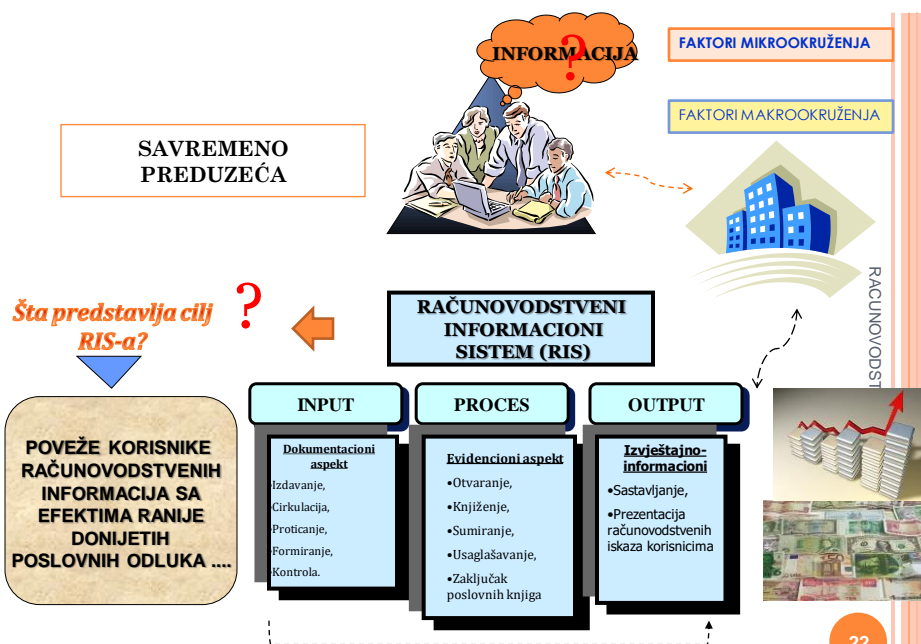 INFORMACIJA
?
FAKTORI MIKROOKRUŽENJA
FAKTORI MAKROOKRUŽENJA
SAVREMENO
PREDUZEĆA
Šta predstavlja cilj
RIS-a?
?
RAČUNOVODSTVENI
INFORMACIONI
SISTEM (RIS)
RACUNOVODST
POVEŽE KORISNIKE
RAČUNOVODSTVENIH
INFORMACIJA SA
EFEKTIMA RANIJE
DONIJETIH
POSLOVNIH ODLUKA ....
INPUT
Dokumentacioni
aspekt
Izdavanje,
Cirkulacija,
Proticanje,
Formiranje,
Kontrola.
PROCES
Evidencioni aspekt
•Otvaranje,
•Knjiženje,
•Sumiranje,
•Usaglašavanje,
•Zaključak
poslovnih knjiga
OUTPUT
Izvještajno-
informacioni
•Sastavljanje,
•Prezentacija
računovodstvenih
iskaza korisnicima
22